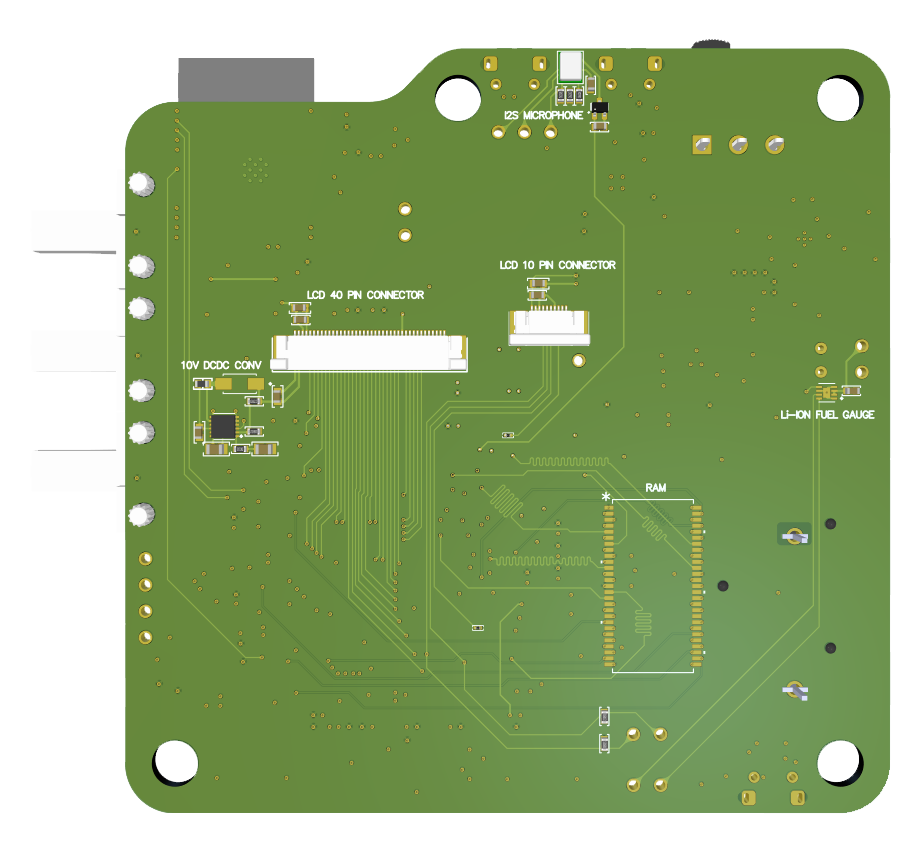 I2S MICROPHONE
LCD 10 PIN CONNECTOR
LCD 40 PIN CONNECTOR
10V DCDC CONV
Li-ION FUEL GAUGE
RAM
*